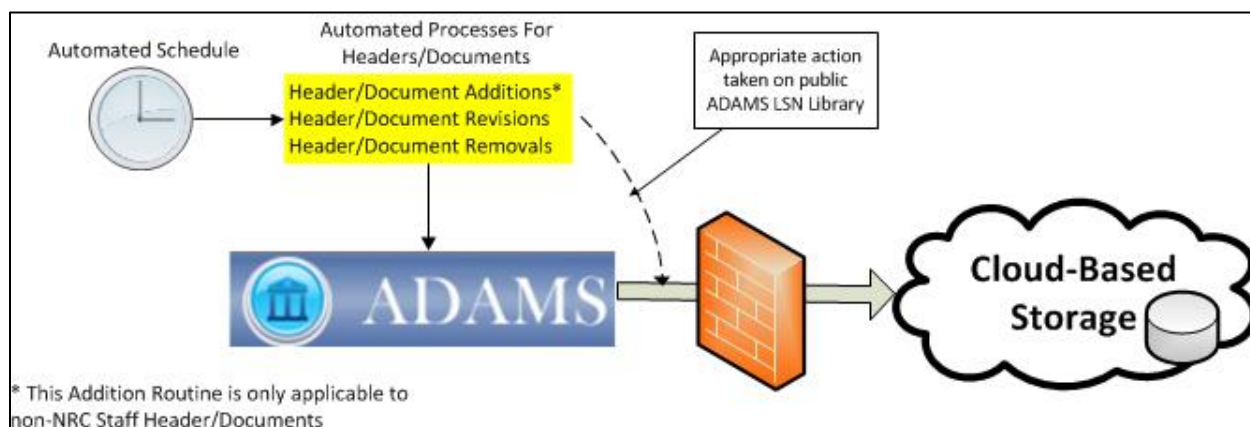 Automated Schedule
Automated Processes For
Headers/Documents
Header/Document Additions*
Header/Document Revisions
Header/Document Removals
Appropriate action
taken on public
ADAMS LSN Library
ADAMS
Cloud-Based
Storage
* This Addition Routine is only applicable to
non-NRC Staff Header/Documents